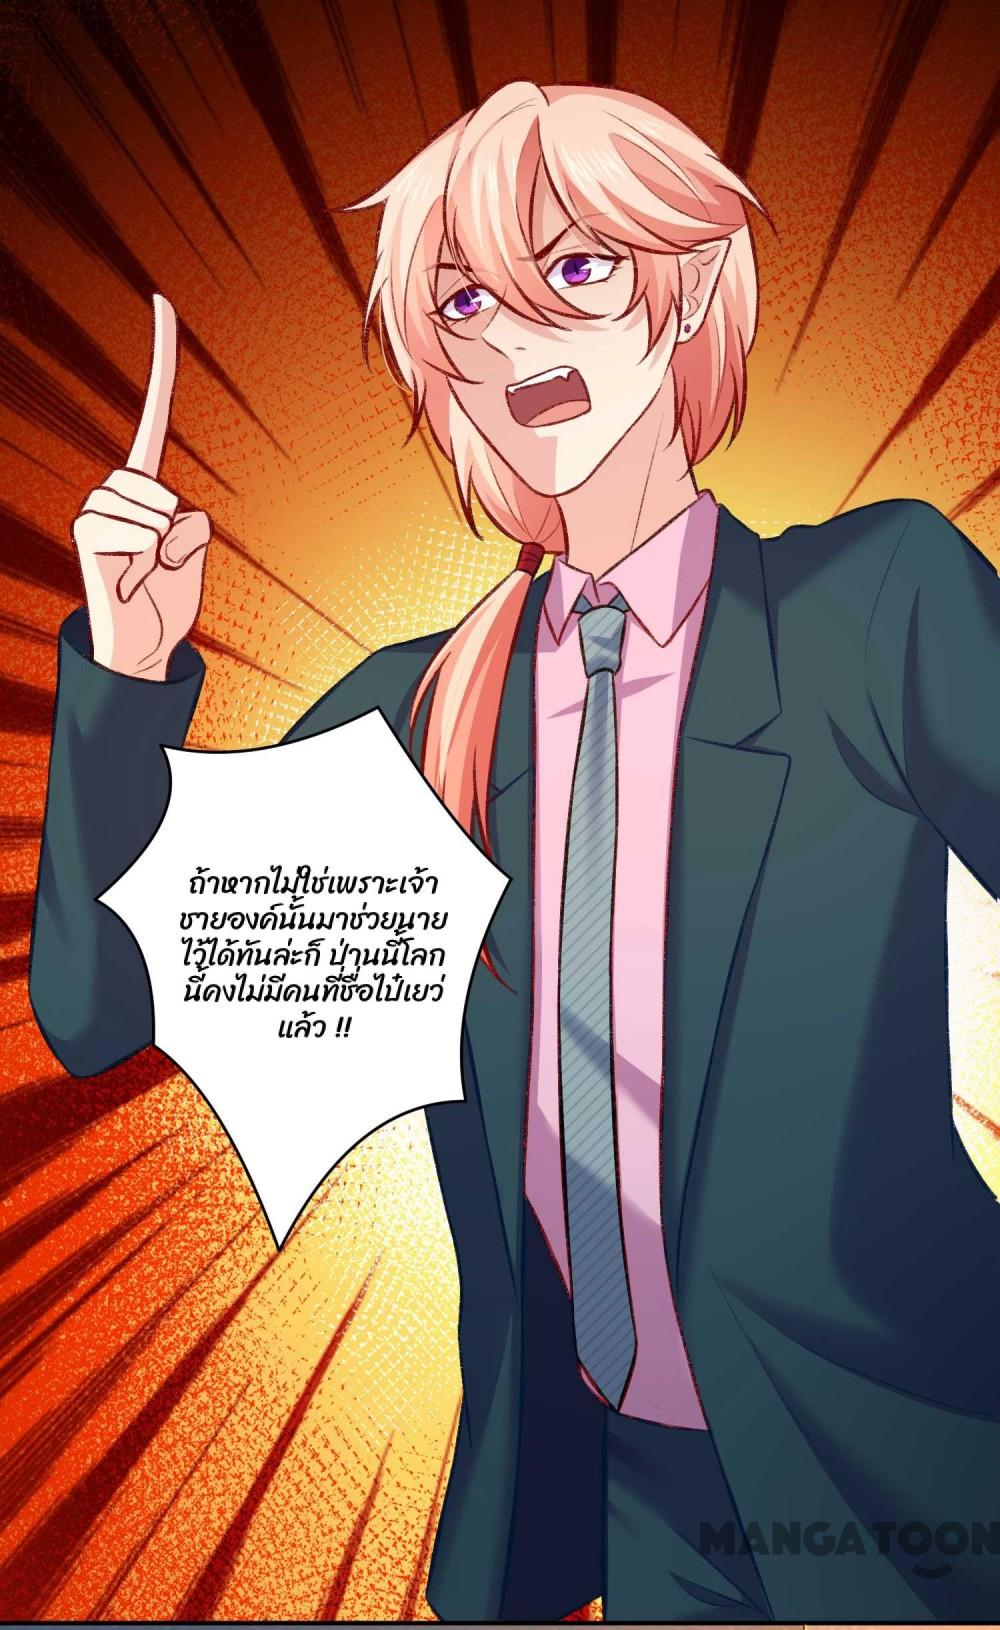 ถ้าหากไม่ใช่เพราะเจ้า
ชายองค์นั้นมาช่วยนาย
ไว้ได้ทันล่ะก็ ป่านนี้โลก
นี้คงไม่มีคนที่ชื่อไป๋เยว่
แล้ว !!
MANGATOON